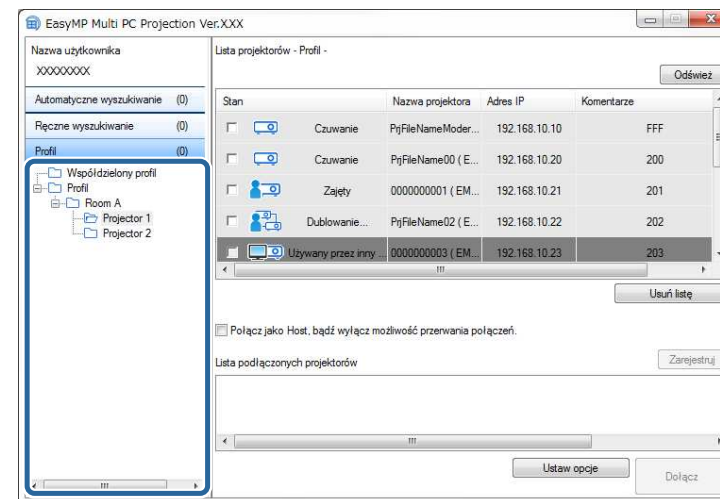 EasyMP Multi PC Projection Ver.XXX
Nazwa użytkownika
XXXXXXXX
Automatyczne wyszukiwanie (0)
Ręczne wyszukiwanie (0)
Profil (0)
Współdzielony profil
Profil
Room A
Projector 1
Projector 2
Lista projektorów - Profil -
Odśwież
Stan Nazwa projektora Adres IP Komentarze
Czuwanie PrjFileNameModer... 192.168.10.10 FFF
Czuwanie PrjFileName00 ( E... 192.168.10.20 200
Zajęty 0000000001 ( EM... 192.168.10.21 201
Dublowanie... PrjFileName02 ( E... 192.168.10.22 202
Używany przez inny ... 0000000003 ( EM... 192.168.10.23 203
Usuń listę
Połącz jako Host, bądź wyłącz możliwość przerwania połączeń.
Lista podłączonych projektorów
Zarejestruj
Ustaw opcje
Dołącz